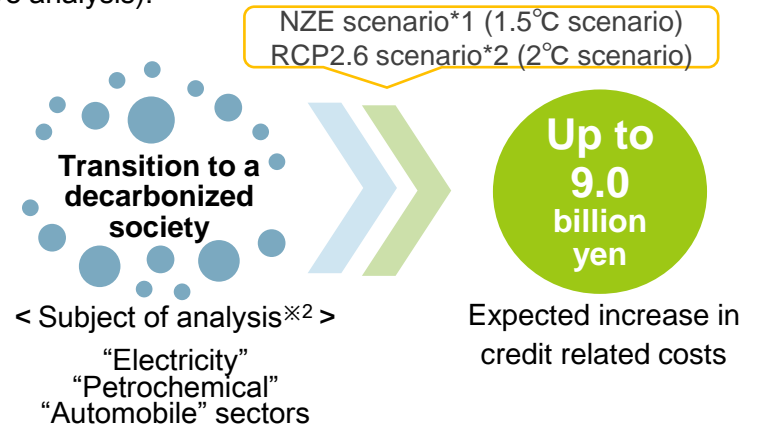 analysis).
NZE scenario*1 (1.5℃ scenario)
RCP2.6 scenario*2 (2℃ scenario)
Transition to a
decarbonized
society
Up to
9.0
billion
yen
< Subject of analysis※2 >
“Electricity”
“Petrochemical”
“Automobile” sectors
Expected increase in
credit related costs